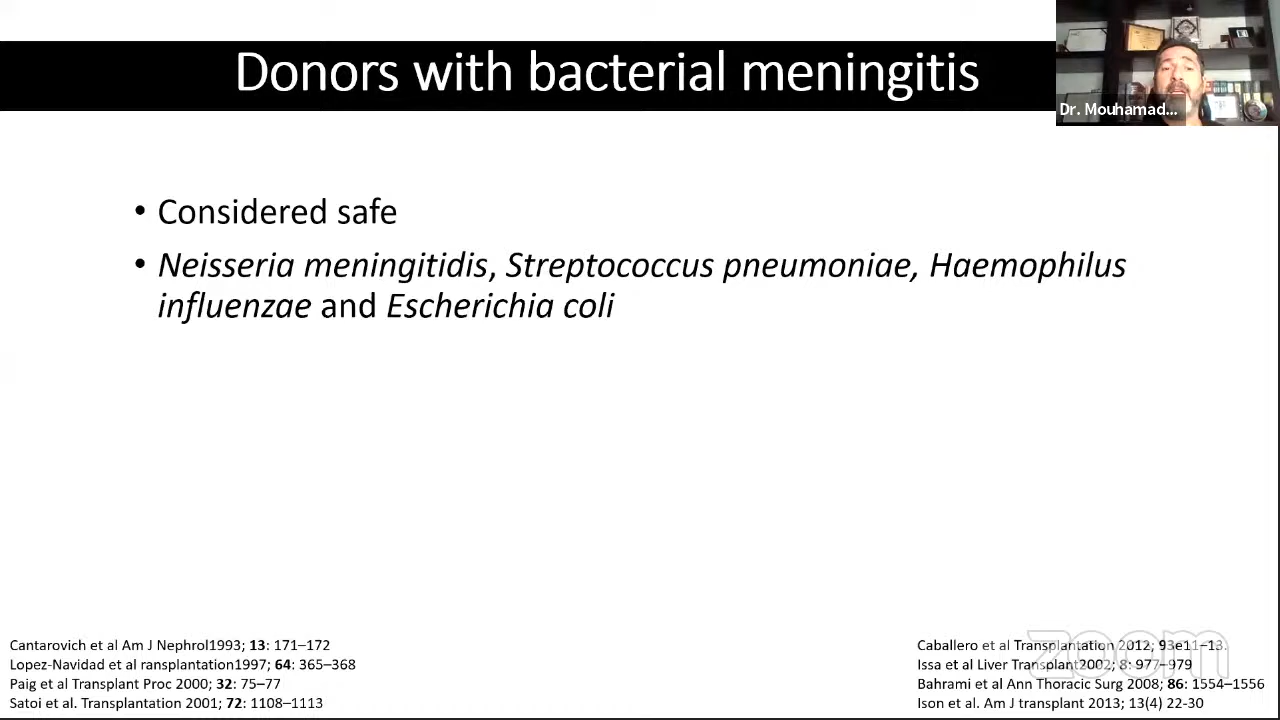 Donors with bacterial meningitis
Dr. Mouhamad...
• Considered safe
• Neisseria meningitidis, Streptococcus pneumoniae, Haemophilus
influenzae and Escherichia coli
Cantarovich et al Am J Nephrol1993; 13: 171–172
Lopez-Navidad et al ransplantation1997; 64: 365–368
Paig et al Transplant Proc 2000; 32: 75–77
Satoi et al. Transplantation 2001; 72: 1108–1113
Caballero et al Transplantation 2012; 93e11–13.
Issa et al Liver Transplant2002; 8: 977–979
Bahrami et al Ann Thoracic Surg 2008; 86: 1554–1556
Ison et al. Am J transplant 2013; 13(4) 22-30
zoom